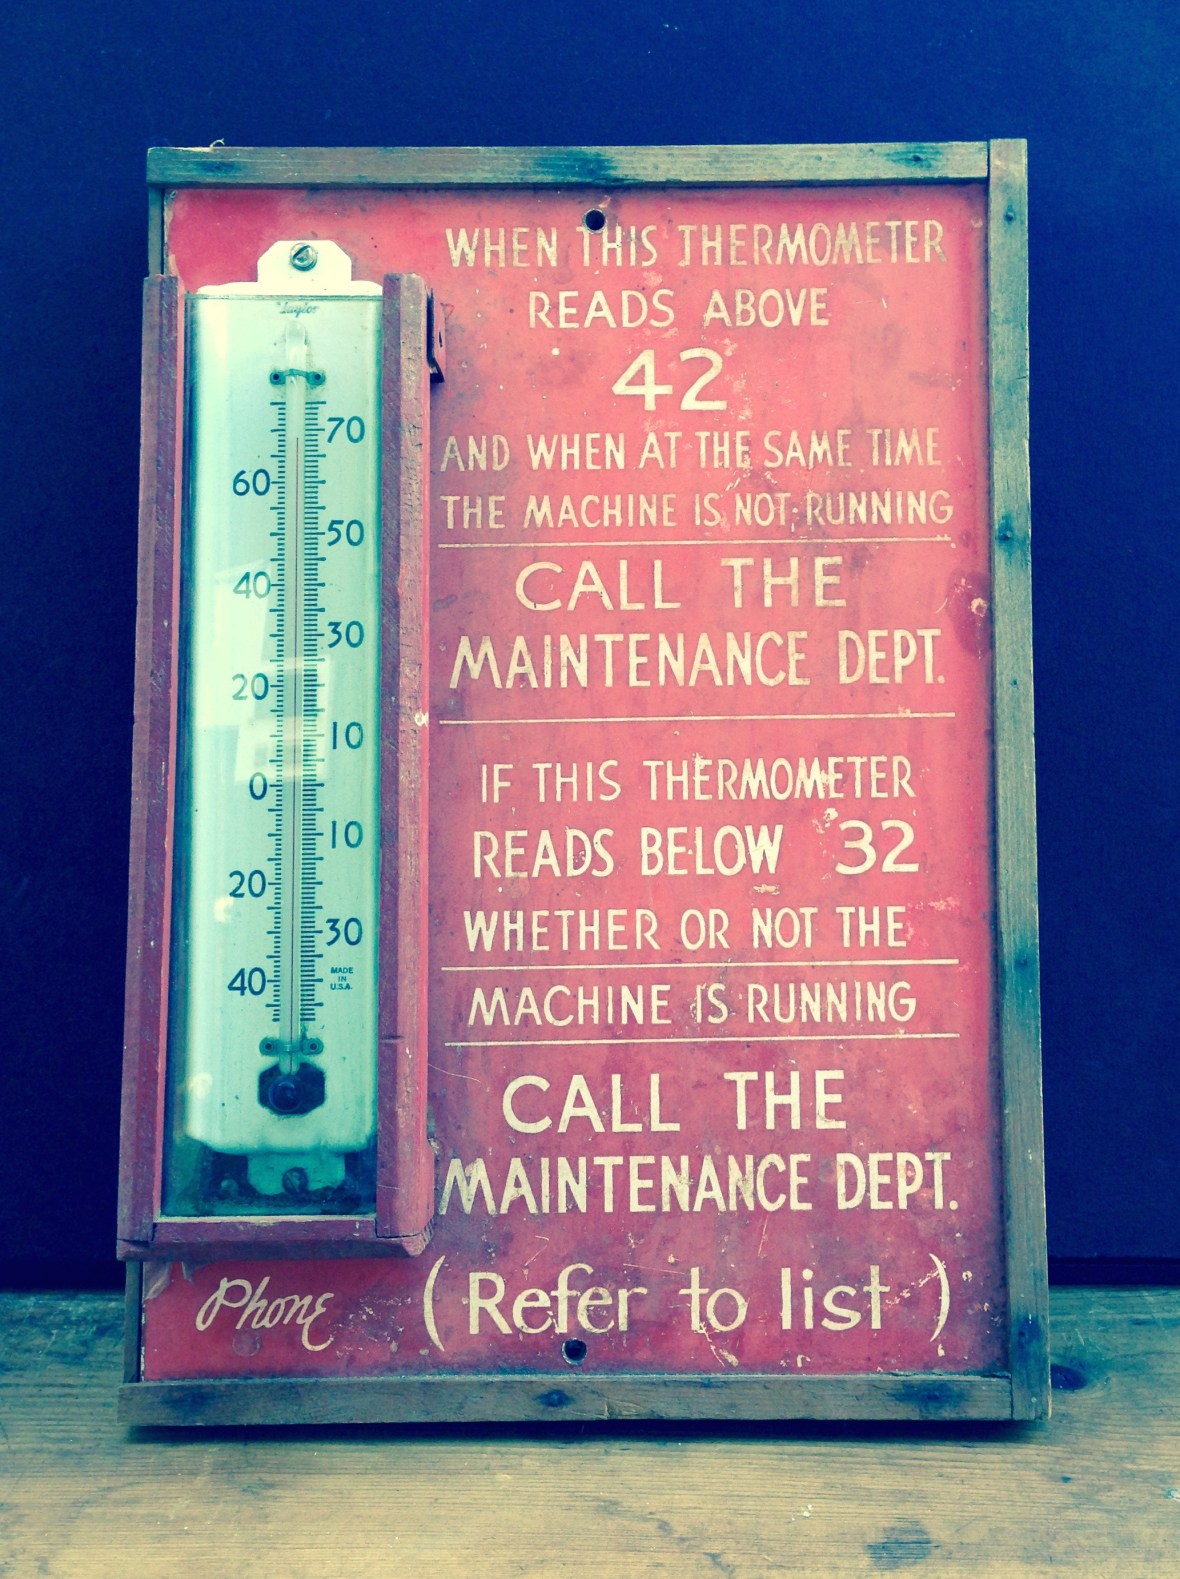 Taylor
70
60
50
40
30
20
10
0
10
20
30
40
MADE
IN
U.S.A.
WHEN THIS THERMOMETER
READS ABOVE
42
AND WHEN AT THE SAME TIME
THE MACHINE IS NOT RUNNING
CALL THE
MAINTENANCE DEPT.
IF THIS THERMOMETER
READS BELOW 32
WHETHER OR NOT THE
MACHINE IS RUNNING
CALL THE
MAINTENANCE DEPT.
Phone (Refer to list)